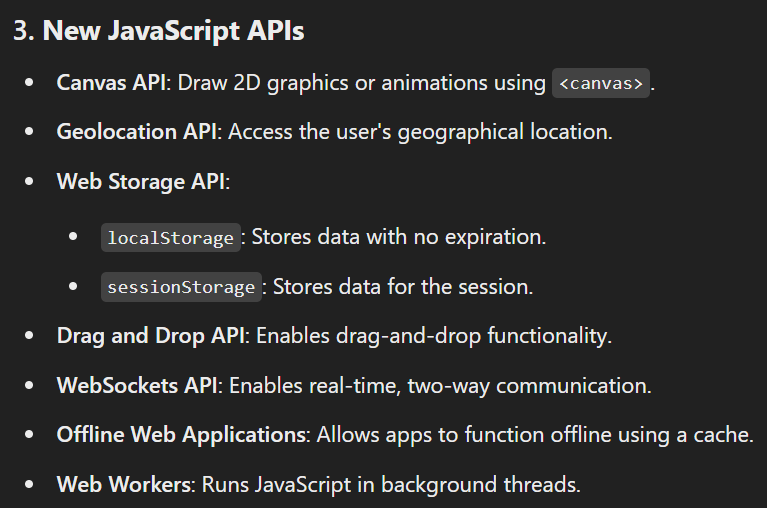 3. New JavaScript APIs
• Canvas API: Draw 2D graphics or animations using <canvas>.
• Geolocation API: Access the user's geographical location.
• Web Storage API:
• localStorage: Stores data with no expiration.
• sessionStorage: Stores data for the session.
• Drag and Drop API: Enables drag-and-drop functionality.
• WebSockets API: Enables real-time, two-way communication.
• Offline Web Applications: Allows apps to function offline using a cache.
• Web Workers: Runs JavaScript in background threads.